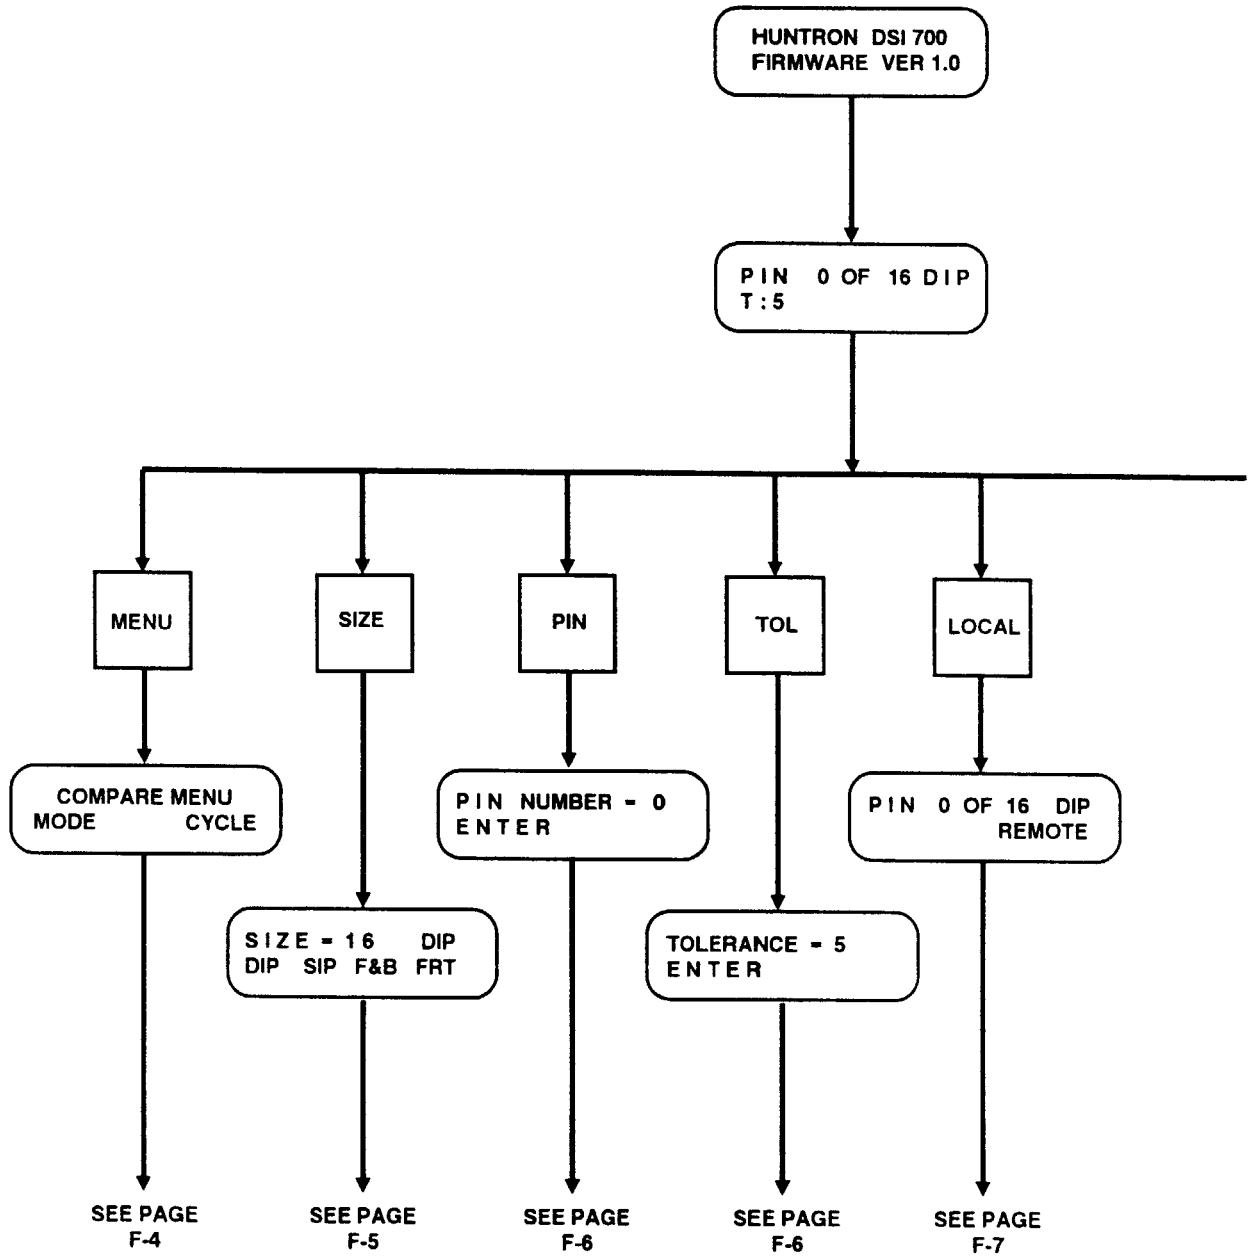 HUNTRON DSI 700
FIRMWARE VER 1.0
PIN 0 OF 16 DIP
T:5
MENU
SIZE
PIN
TOL
LOCAL
COMPARE MENU
MODE CYCLE
PIN NUMBER = 0
ENTER
PIN 0 OF 16 DIP
REMOTE
SIZE = 16 DIP
DIP SIP F&B FRT
TOLERANCE = 5
ENTER
SEE PAGE
F-4
SEE PAGE
F-5
SEE PAGE
F-6
SEE PAGE
F-6
SEE PAGE
F-7